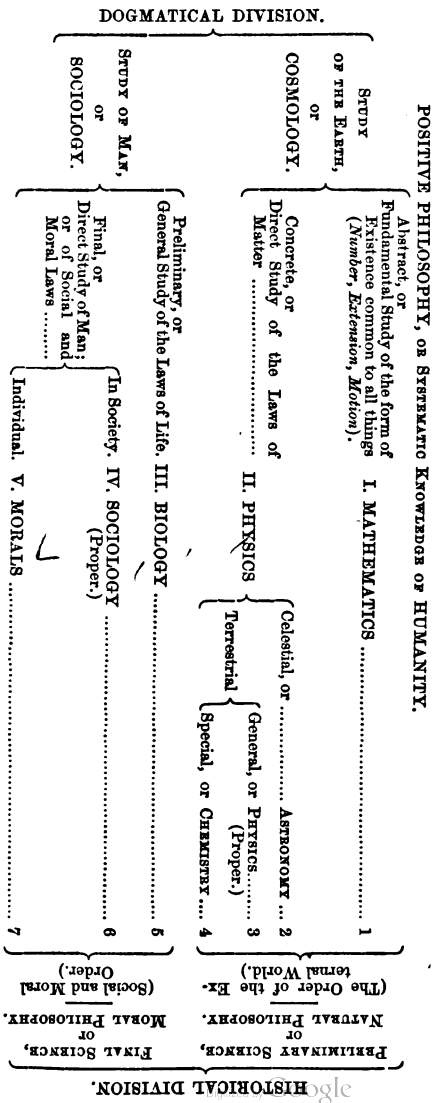 POSITIVE PHILOSOPHY, OR SYSTEMATIC KNOWLEDGE OF HUMANITY.
DOGMATICAL DIVISION.
STUDY
OF THE EARTH,
or
COSMOLOGY.
Abstract, or
Fundamental Study of the form of
Existence common to all things
(Number, Extension, Motion).
I. MATHEMATICS ........ 1
Concrete, or
Direct Study of the Laws of
Matter ........
II. PHYSICS
Celestial, or ........ ASTRONOMY ... 2
Terrestrial
General, or PHYSICS ...... 3
(Proper.)
Special, or CHEMISTRY .... 4
STUDY OF MAN,
or
SOCIOLOGY.
Preliminary, or
General Study of the Laws of Life.
III. BIOLOGY ........ 5
Final, or
Direct Study of Man;
or of Social and
Moral Laws ........
In Society. IV. SOCIOLOGY ........ 6
(Proper.)
Individual. V. MORALS ........ 7
HISTORICAL DIVISION.
PRELIMINARY SCIENCE,
or
NATURAL PHILOSOPHY.
(The Order of the Ex-
ternal World.)
FINAL SCIENCE,
or
MORAL PHILOSOPHY.
(Social and Moral
Order.)
Digitized by Google